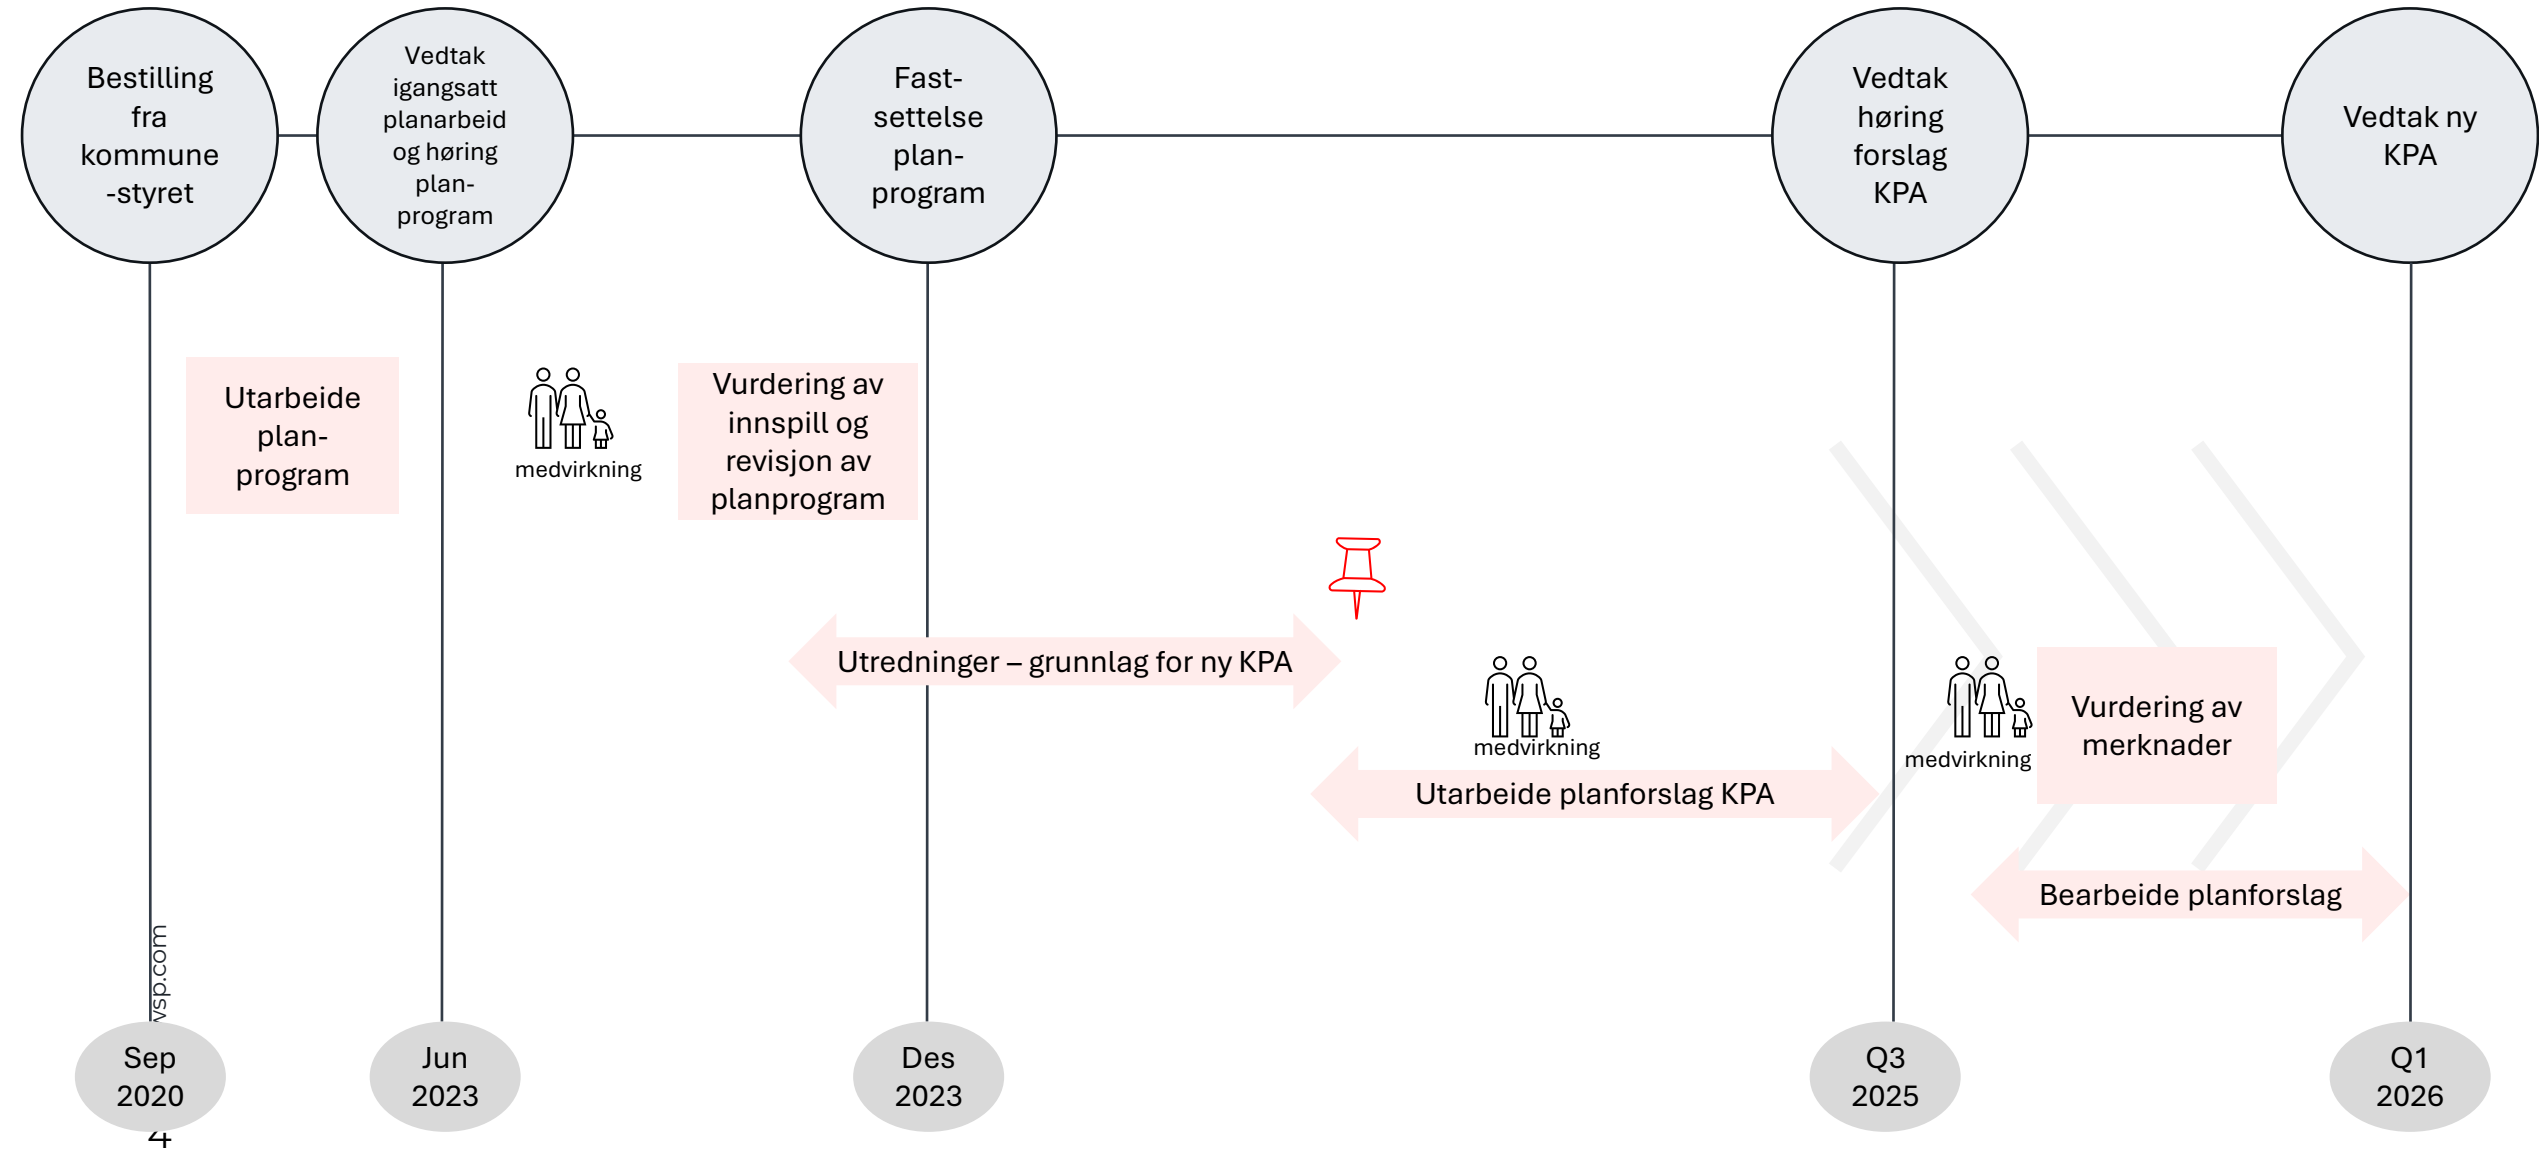 Bestilling
fra
kommune
-styret
Vedtak
igangsatt
planarbeid
og høring
plan-
program
Fast-
settelse
plan-
program
Vedtak
høring
forslag
KPA
Vedtak ny
KPA
Utarbeide
plan-
program
medvirkning
Vurdering av
innspill og
revisjon av
planprogram
Utredninger – grunnlag for ny KPA
medvirkning
Utarbeide planforslag KPA
medvirkning
Vurdering av
merknader
Bearbeide planforslag
wsp.com
Sep
2020
Jun
2023
Des
2023
Q3
2025
Q1
2026
4